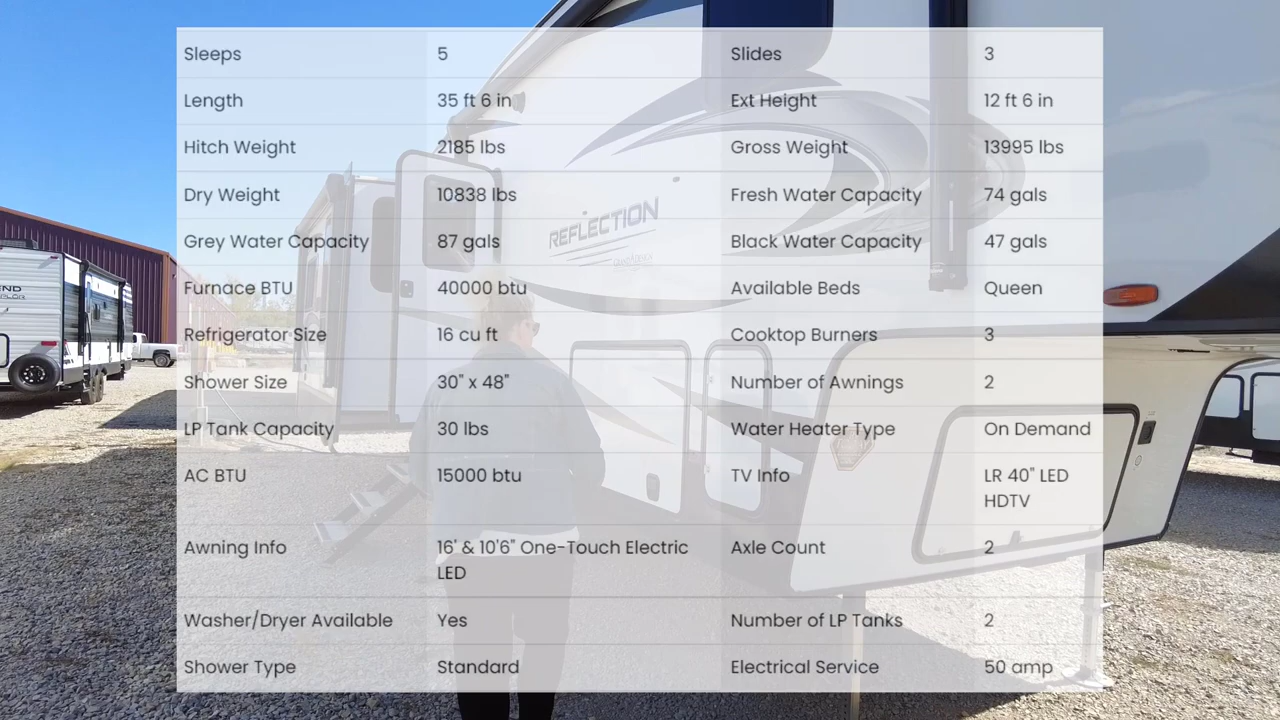 Sleeps 5 Slides 3
Length 35 ft 6 in Ext Height 12 ft 6 in
Hitch Weight 2185 lbs Gross Weight 13995 lbs
Dry Weight 10838 lbs Fresh Water Capacity 74 gals
Grey Water Capacity 87 gals Black Water Capacity 47 gals
Furnace BTU 40000 btu Available Beds Queen
Refrigerator Size 16 cu ft Cooktop Burners 3
Shower Size 30" x 48" Number of Awnings 2
LP Tank Capacity 30 lbs Water Heater Type On Demand
AC BTU 15000 btu TV Info LR 40" LED
HDTV
Awning Info 16' & 10'6" One-Touch Electric Axle Count 2
LED
Washer/Dryer Available Yes Number of LP Tanks 2
Shower Type Standard Electrical Service 50 amp
REFLECTION